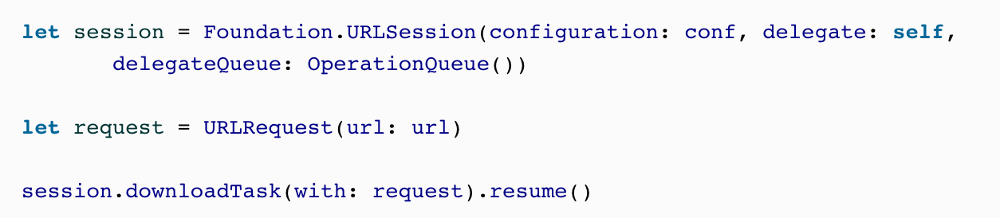 let session = Foundation.URLSession(configuration: conf, delegate: self,
delegateQueue: OperationQueue())
let request = URLRequest(url: url)
session.downloadTask(with: request).resume()